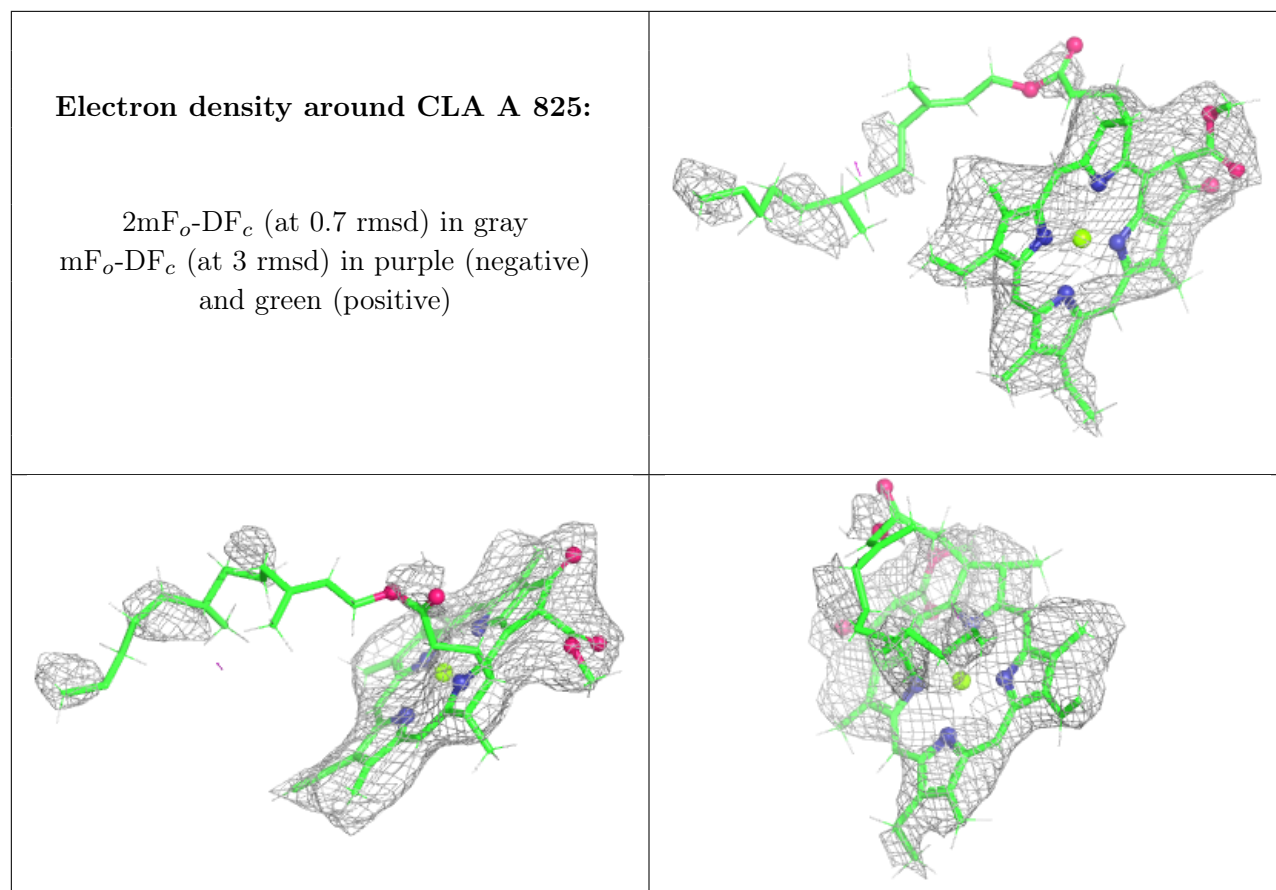 Electron density around CLA A 825:
2mFo-DFc (at 0.7 rmsd) in gray
mFo-DFc (at 3 rmsd) in purple (negative)
and green (positive)